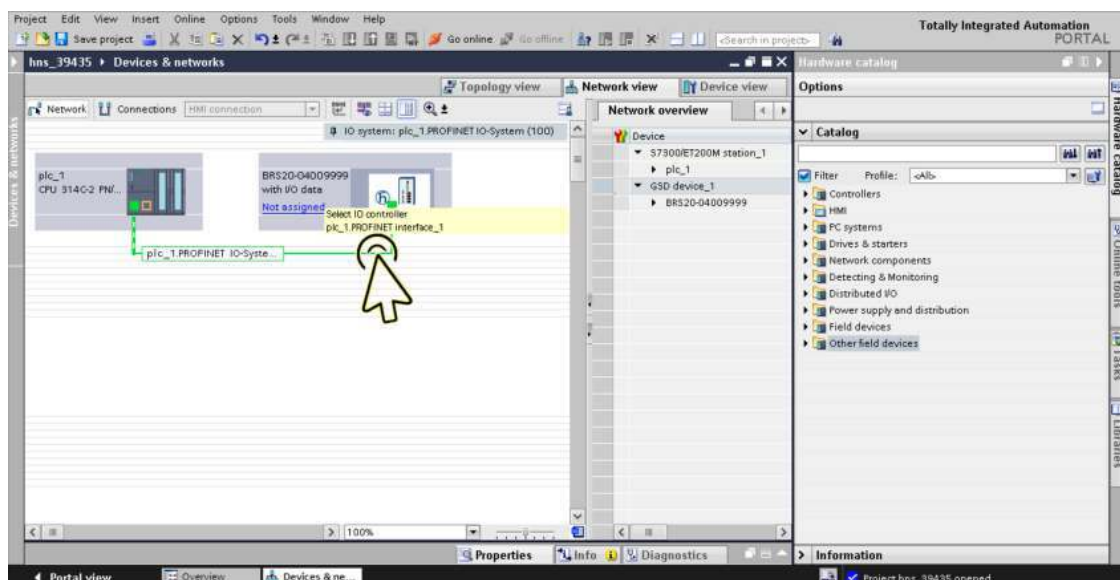 Project Edit View Insert Online Options Tools Window Help
Totally Integrated Automation
PORTAL
Save project
Go online
Go offline
<Search in project>
hns_39435 ▸ Devices & networks
Hardware catalog
Topology view
Network view
Device view
Options
Network
Connections
HMI connection
Network overview
IO system: plc_1.PROFINET IO-System (100)
Catalog
Device
S7300/ET200M station_1
plc_1
GSD device_1
BRS20-04009999
Filter
Profile:
<All>
Controllers
HMI
PC systems
Drives & starters
Network components
Detecting & Monitoring
Distributed I/O
Power supply and distribution
Field devices
Other field devices
plc_1
CPU 314C-2 PN/...
BRS20-04009999
with I/O data
Not assigned
Select IO controller
plc_1.PROFINET interface_1
plc_1.PROFINET IO-Syste...
Devices & networks
Hardware catalog
Online tools
Tasks
Libraries
100%
Properties
Info
Diagnostics
Information
Portal view
Overview
Devices & ne...
Project hns_39435 opened.